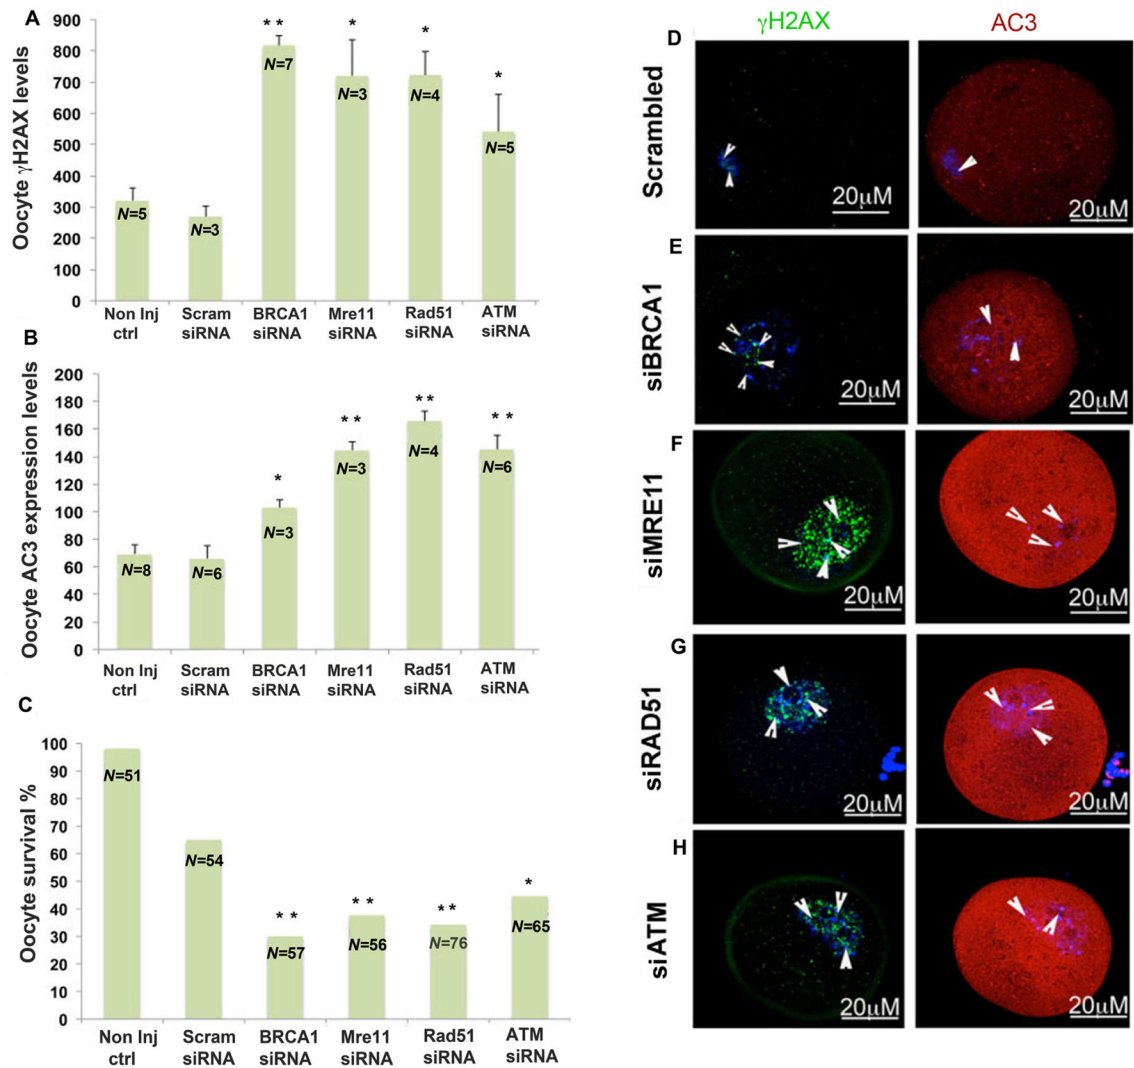 A
Oocyte γH2AX levels
900
800
700
600
500
400
300
200
100
0
N=5
N=3
* *
N=7
*
N=3
*
N=4
*
N=5
Non Inj ctrl
Scram siRNA
BRCA1 siRNA
Mre11 siRNA
Rad51 siRNA
ATM siRNA
B
Oocyte AC3 expression levels
200
180
160
140
120
100
80
60
40
20
0
N=8
N=6
*
N=3
* *
N=3
* *
N=4
* *
N=6
Non Inj ctrl
Scram siRNA
BRCA1 siRNA
Mre11 siRNA
Rad51 siRNA
ATM siRNA
C
Oocyte survival %
100
90
80
70
60
50
40
30
20
10
0
N=51
N=54
* *
N=57
* *
N=56
* *
N=76
*
N=65
Non Inj ctrl
Scram siRNA
BRCA1 siRNA
Mre11 siRNA
Rad51 siRNA
ATM siRNA
γH2AX
AC3
D
Scrambled
20μM
20μM
E
siBRCA1
20μM
20μM
F
siMRE11
20μM
20μM
G
siRAD51
20μM
20μM
H
siATM
20μM
20μM